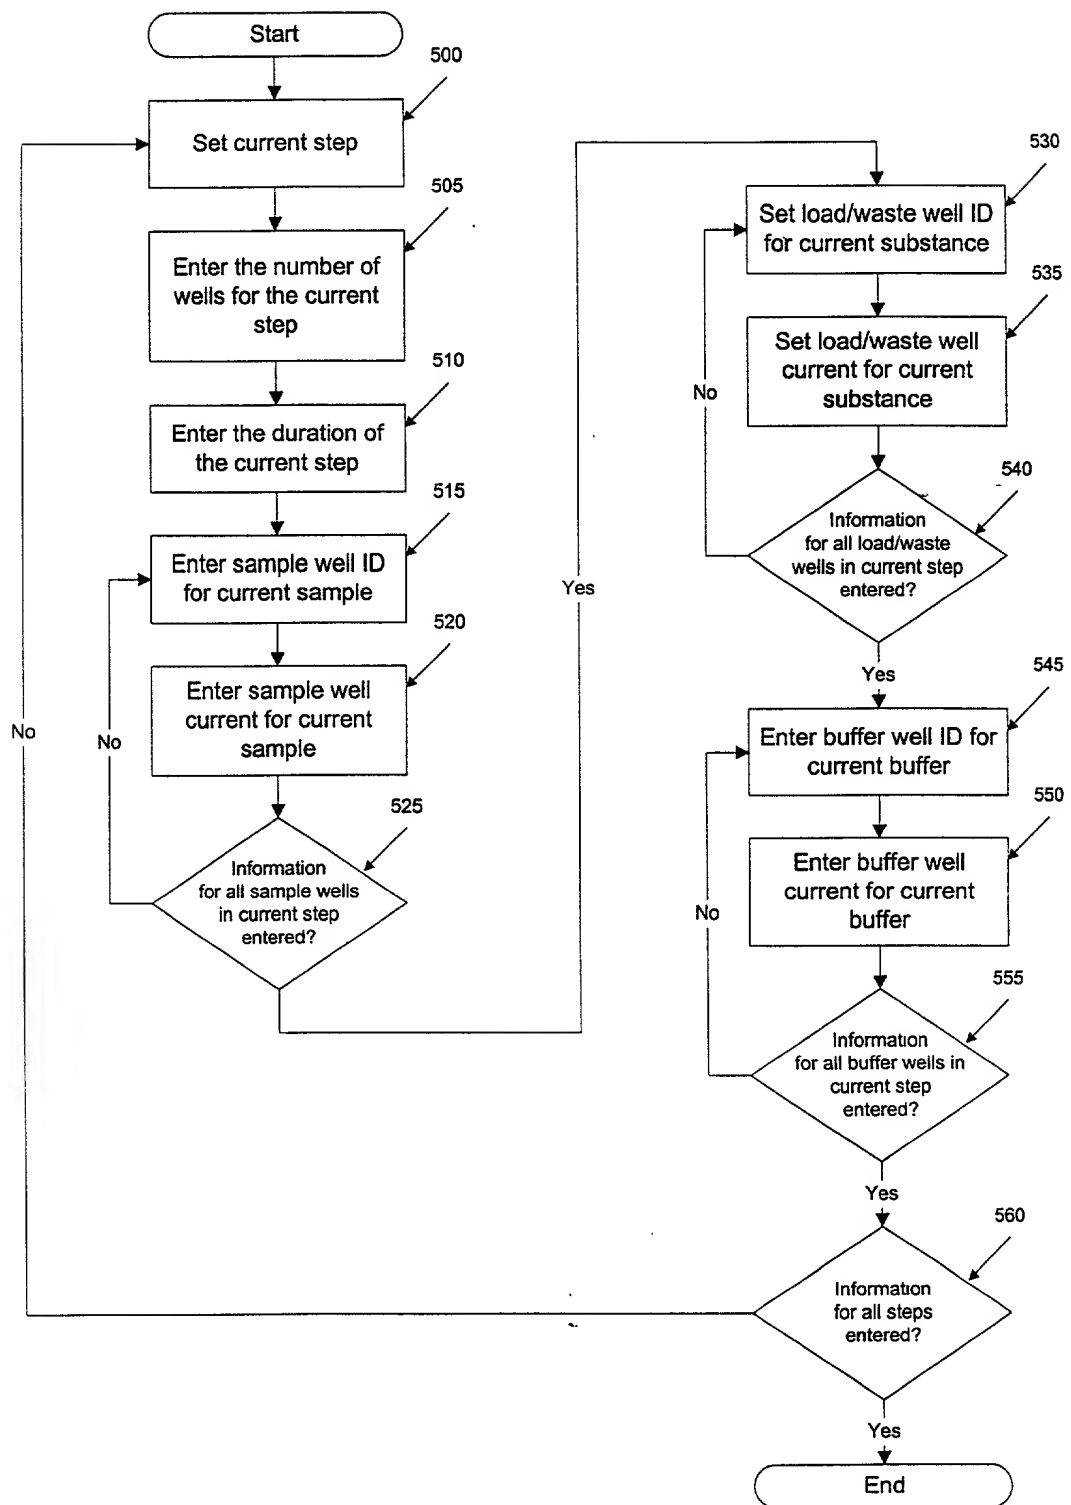 Start
500
Set current step
505
Enter the number of
wells for the current
step
510
Enter the duration of
the current step
515
Enter sample well ID
for current sample
520
Enter sample well
current for current
sample
No
No
525
Information
for all sample wells
in current step
entered?
Yes
530
Set load/waste well ID
for current substance
535
Set load/waste well
current for current
substance
No
540
Information
for all load/waste
wells in current step
entered?
Yes
545
Enter buffer well ID for
current buffer
550
Enter buffer well
current for current
buffer
No
555
Information
for all buffer wells in
current step
entered?
Yes
560
Information
for all steps
entered?
Yes
End